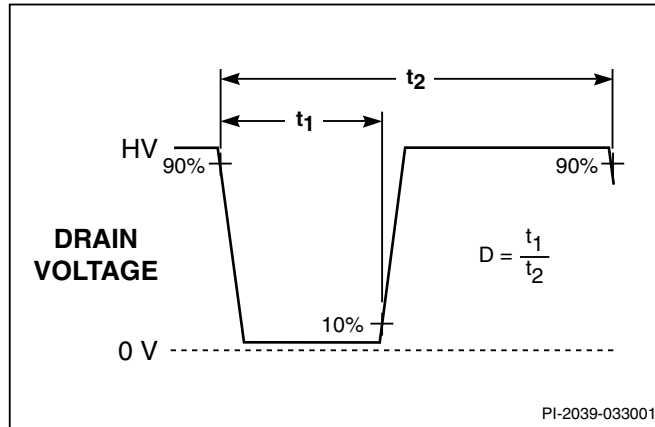 t2
t1
HV
90%
90%
DRAIN
VOLTAGE
D = t1/t2
10%
0 V
PI-2039-033001